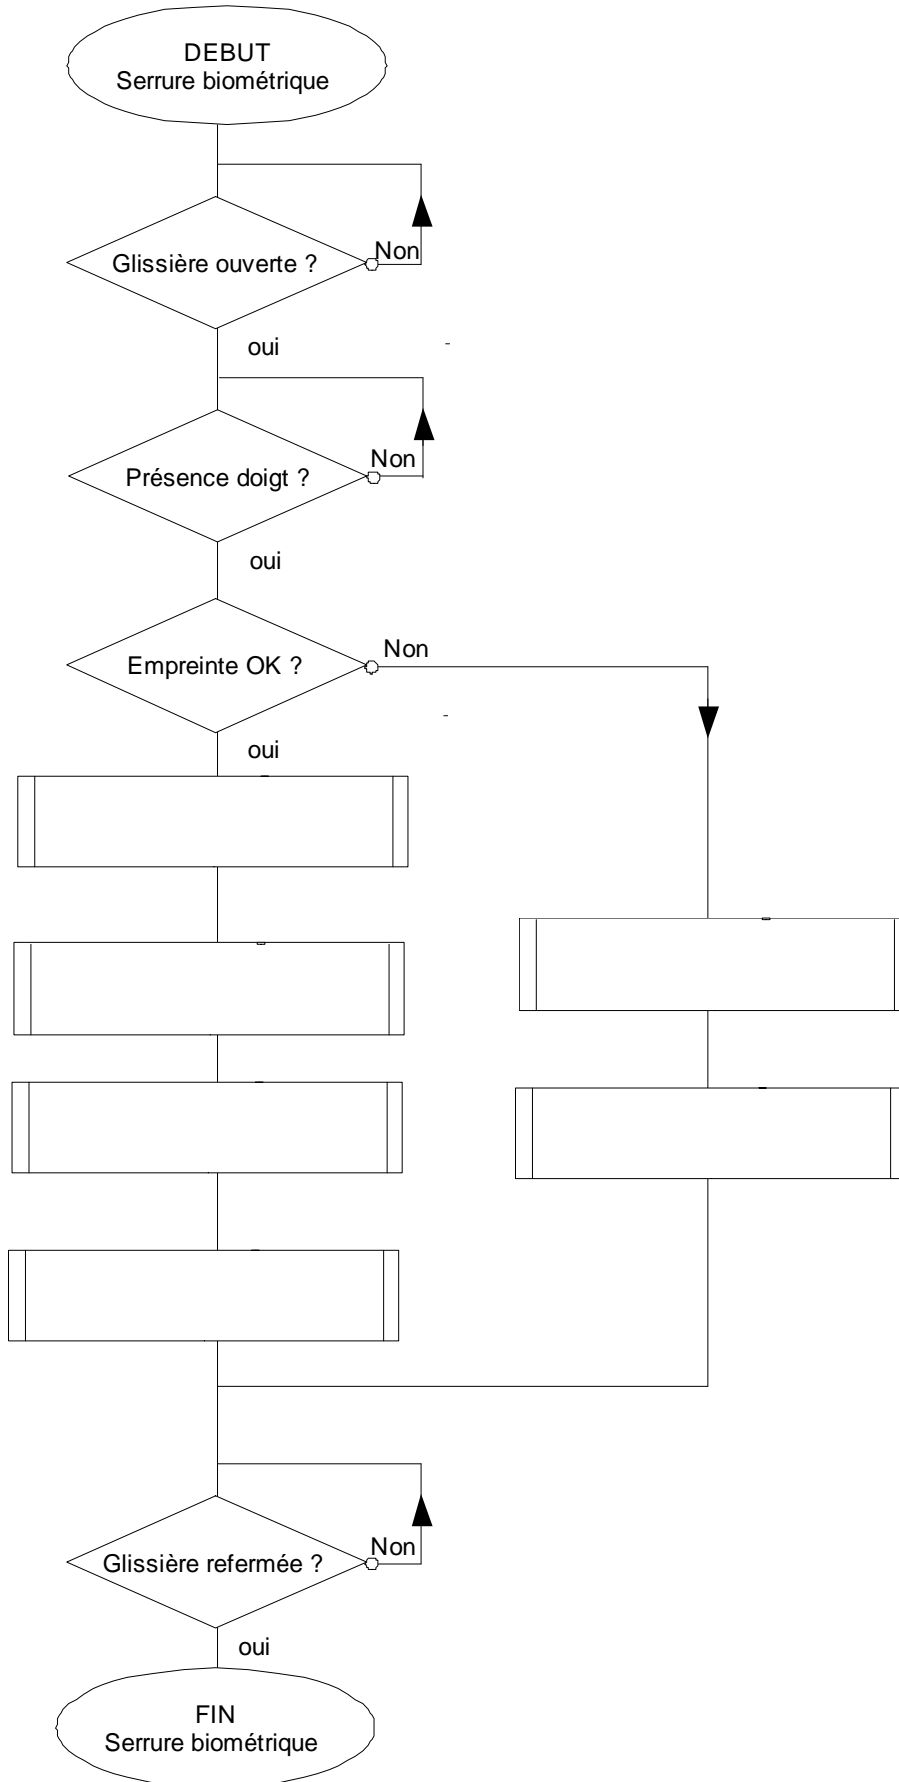 DEBUT
Serrure biométrique
Non
Glissière ouverte ?
oui
Non
Présence doigt ?
oui
Non
Empreinte OK ?
oui
Non
Glissière refermée ?
oui
FIN
Serrure biométrique